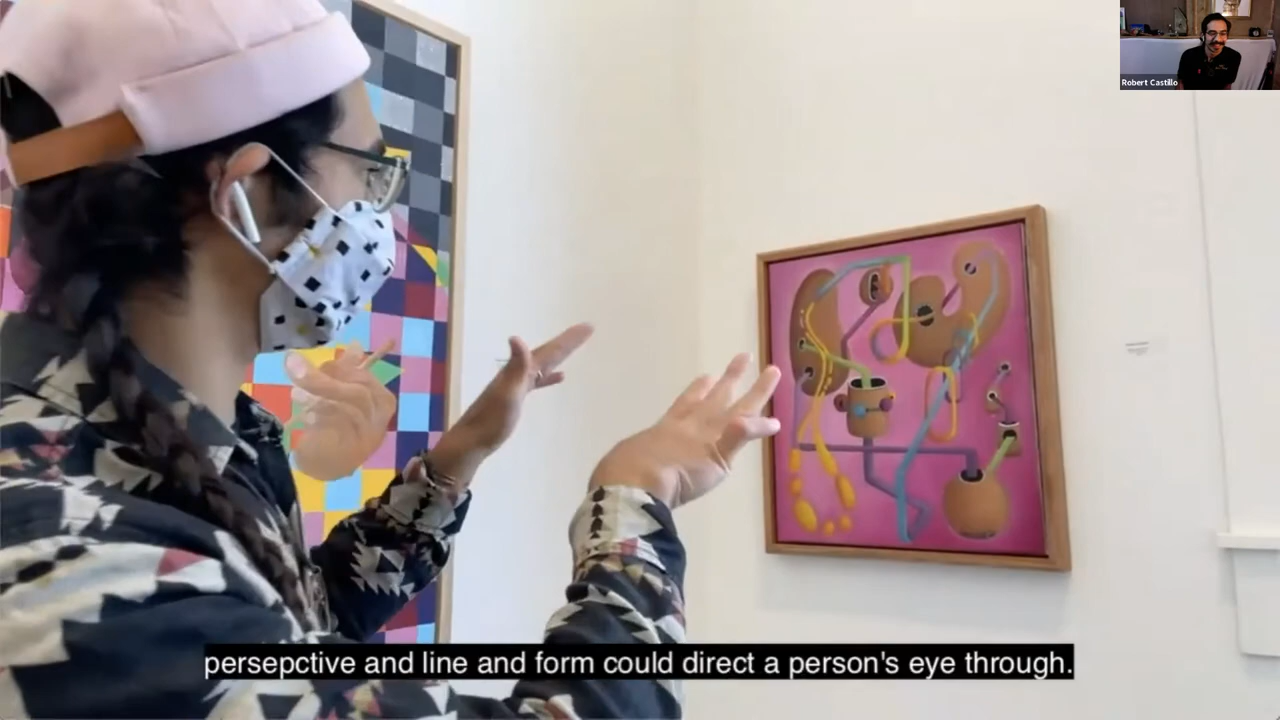 Robert Castillo
persepctive and line and form could direct a person's eye through.